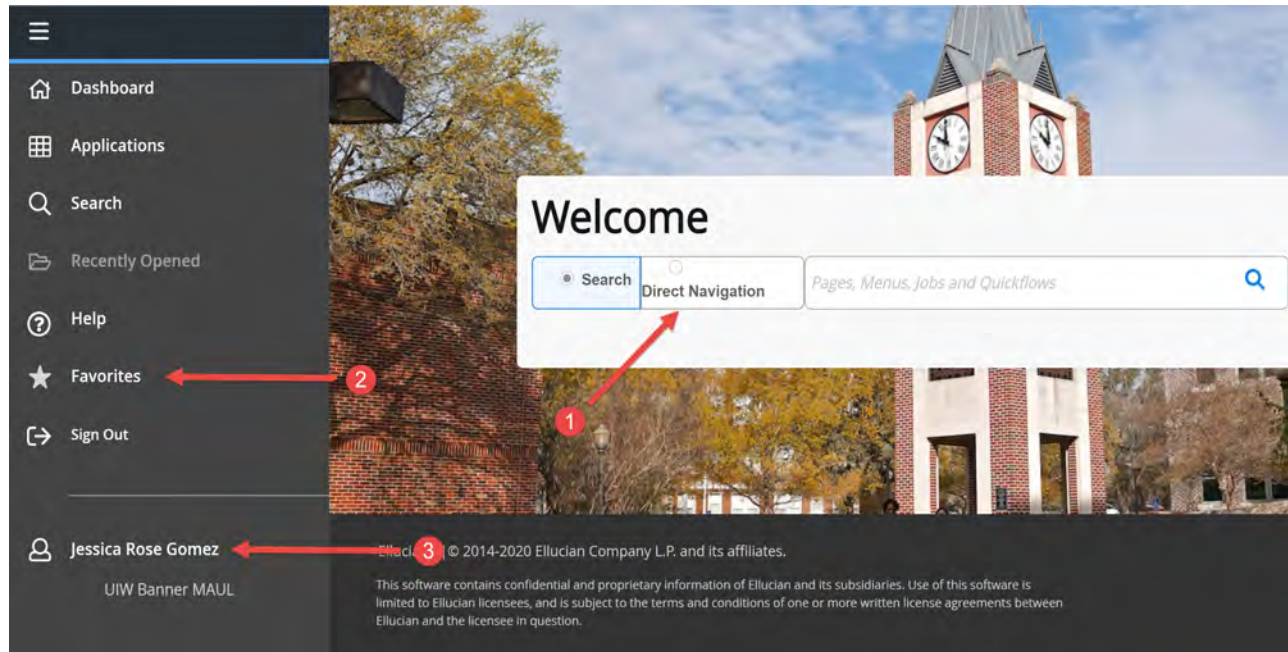 Dashboard
Applications
Search
Recently Opened
Help
Favorites
Sign Out
Jessica Rose Gomez
UIW Banner MAUL
Welcome
Search
Direct Navigation
Pages, Menus, Jobs and Quickflows
1
2
3
© 2014-2020 Ellucian Company L.P. and its affiliates.
This software contains confidential and proprietary information of Ellucian and its subsidiaries. Use of this software is
limited to Ellucian licensees, and is subject to the terms and conditions of one or more written license agreements between
Ellucian and the licensee in question.